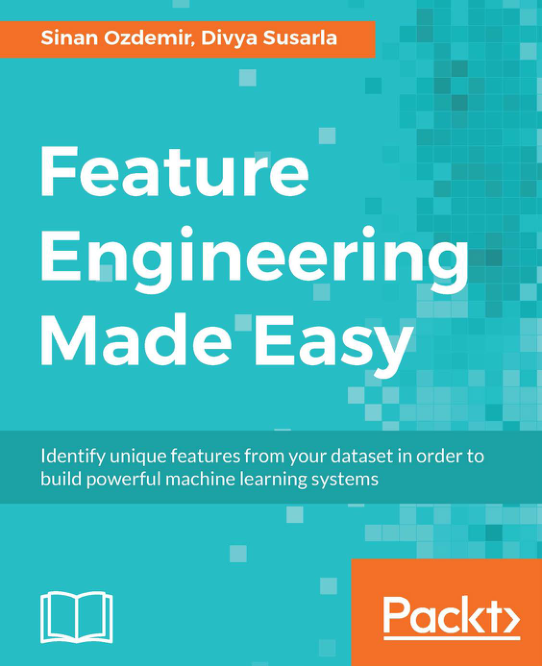 Sinan Ozdemir, Divya Susarla
Feature
Engineering
Made Easy
Identify unique features from your dataset in order to
build powerful machine learning systems
Packt>